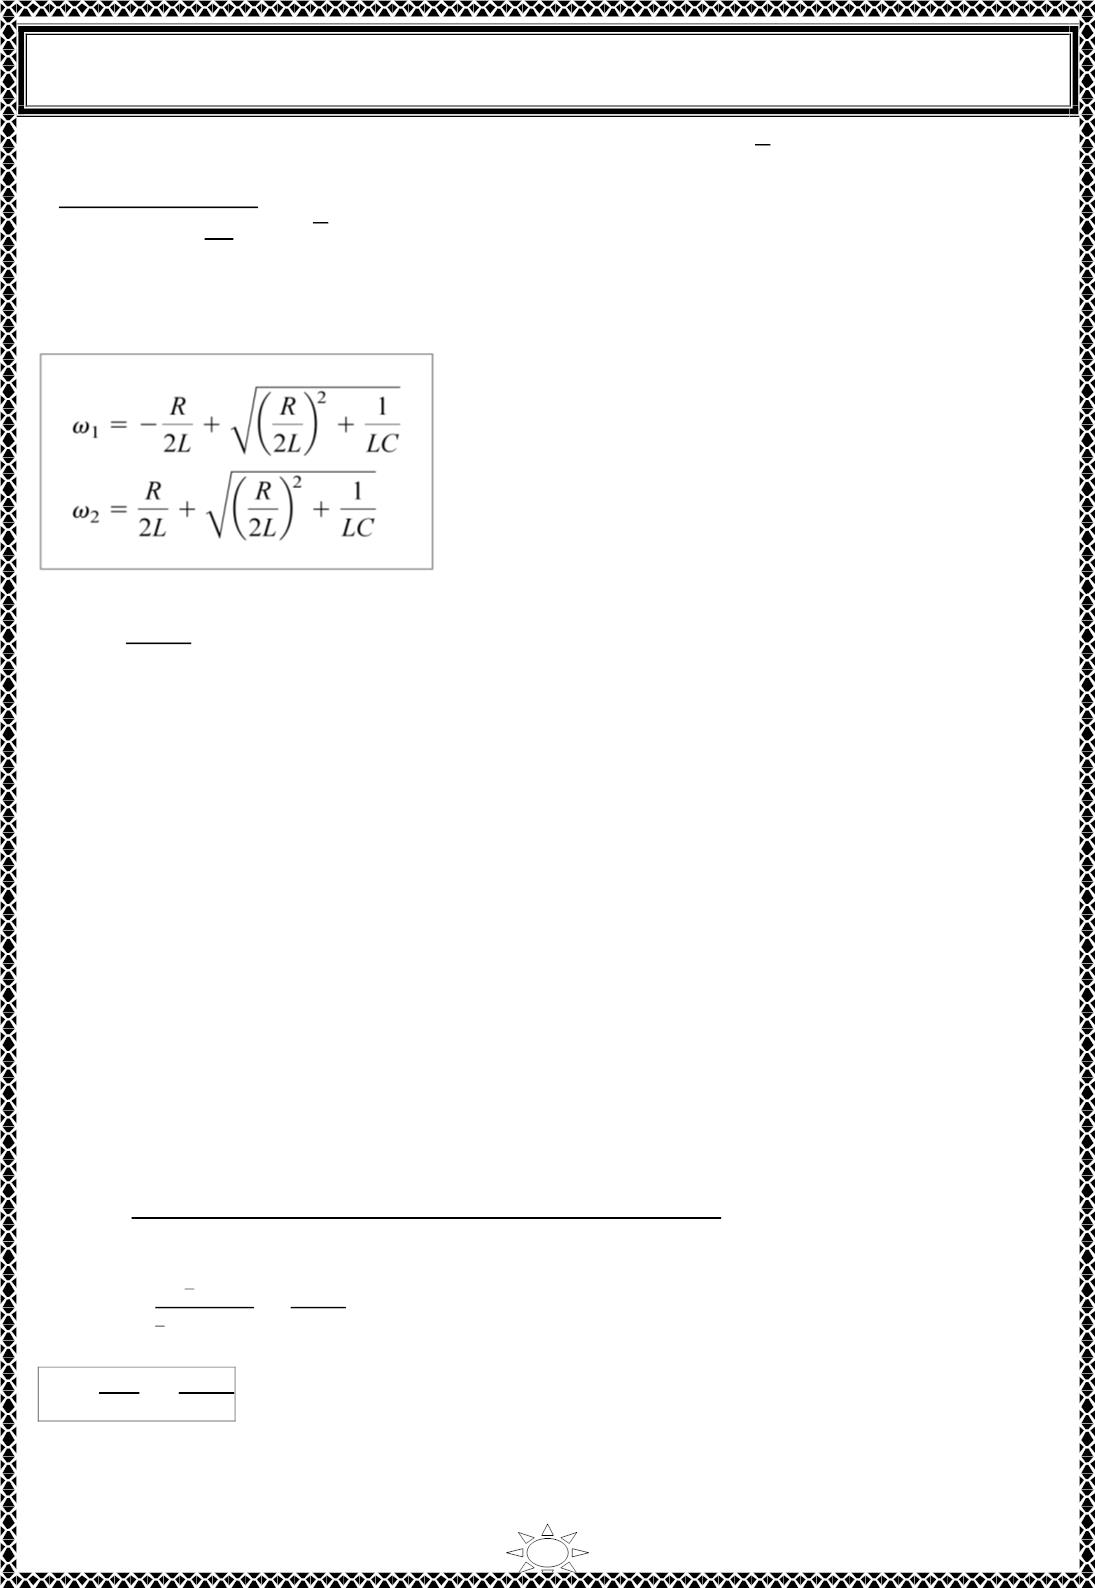 ω₁ = −R/2L + √((R/2L)² + 1/LC)
ω₂ = R/2L + √((R/2L)² + 1/LC)